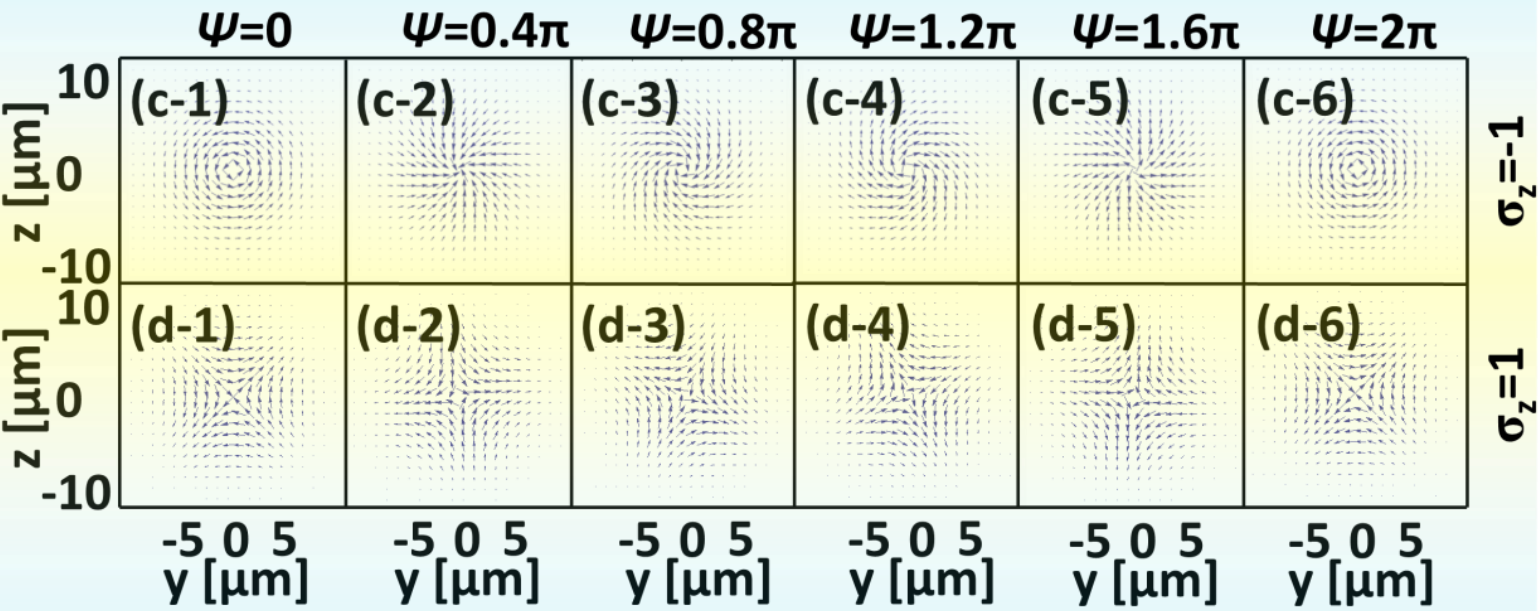 Ψ=0 Ψ=0.4π Ψ=0.8π Ψ=1.2π Ψ=1.6π Ψ=2π
10 (c-1) (c-2) (c-3) (c-4) (c-5) (c-6)
0
-10
z [μm]
σz=-1
10 (d-1) (d-2) (d-3) (d-4) (d-5) (d-6)
0
-10
z [μm]
σz=1
-5 0 5 -5 0 5 -5 0 5 -5 0 5 -5 0 5 -5 0 5
y [μm] y [μm] y [μm] y [μm] y [μm] y [μm]